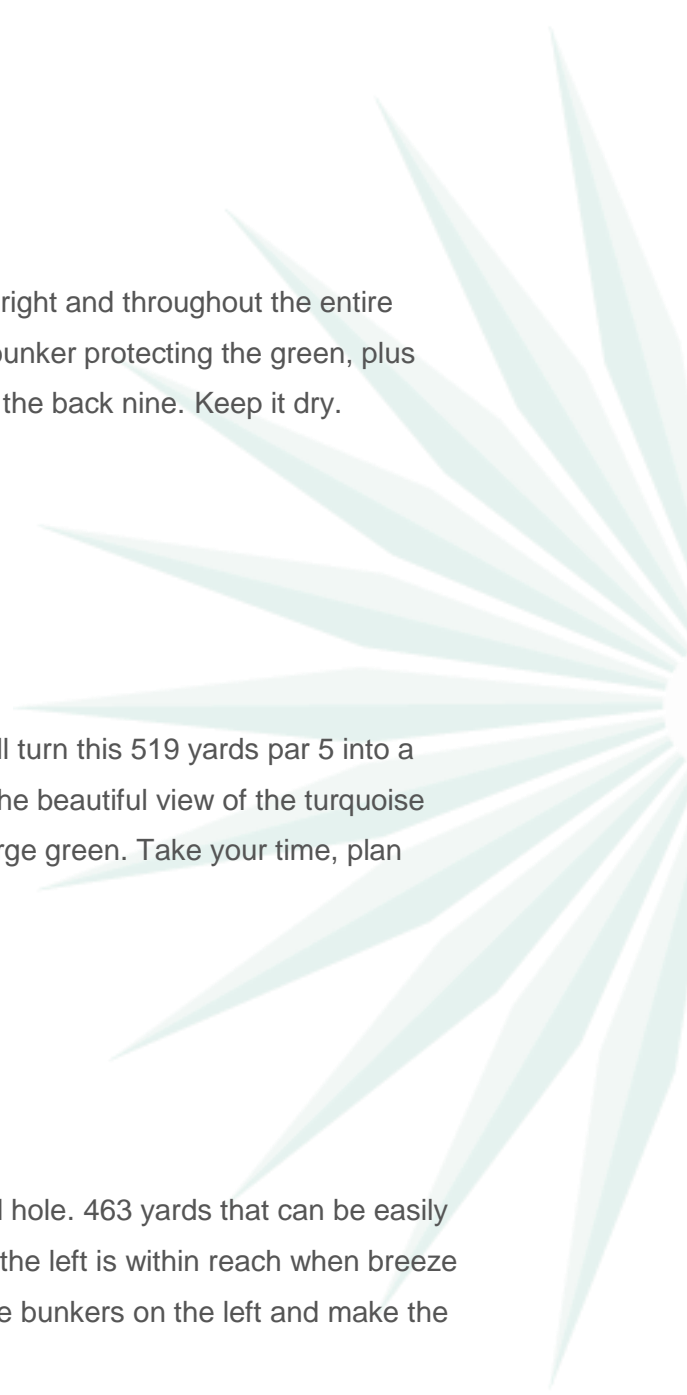 right and throughout the entire
bunker protecting the green, plus
the back nine. Keep it dry.
turn this 519 yards par 5 into a
the beautiful view of the turquoise
green. Take your time, plan
hole. 463 yards that can be easily
the left is within reach when breeze
bunkers on the left and make the